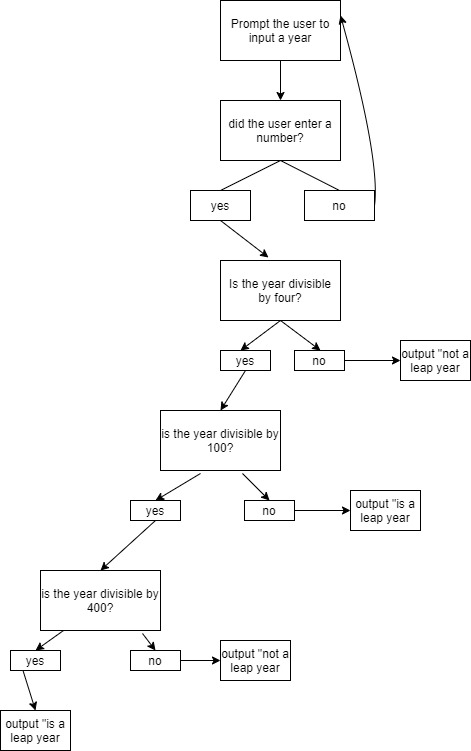 Prompt the user to
input a year
did the user enter a
number?
yes
no
Is the year divisible
by four?
yes
no
output "not a
leap year
is the year divisible by
100?
yes
no
output "is a
leap year
is the year divisible by
400?
yes
no
output "not a
leap year
output "is a
leap year